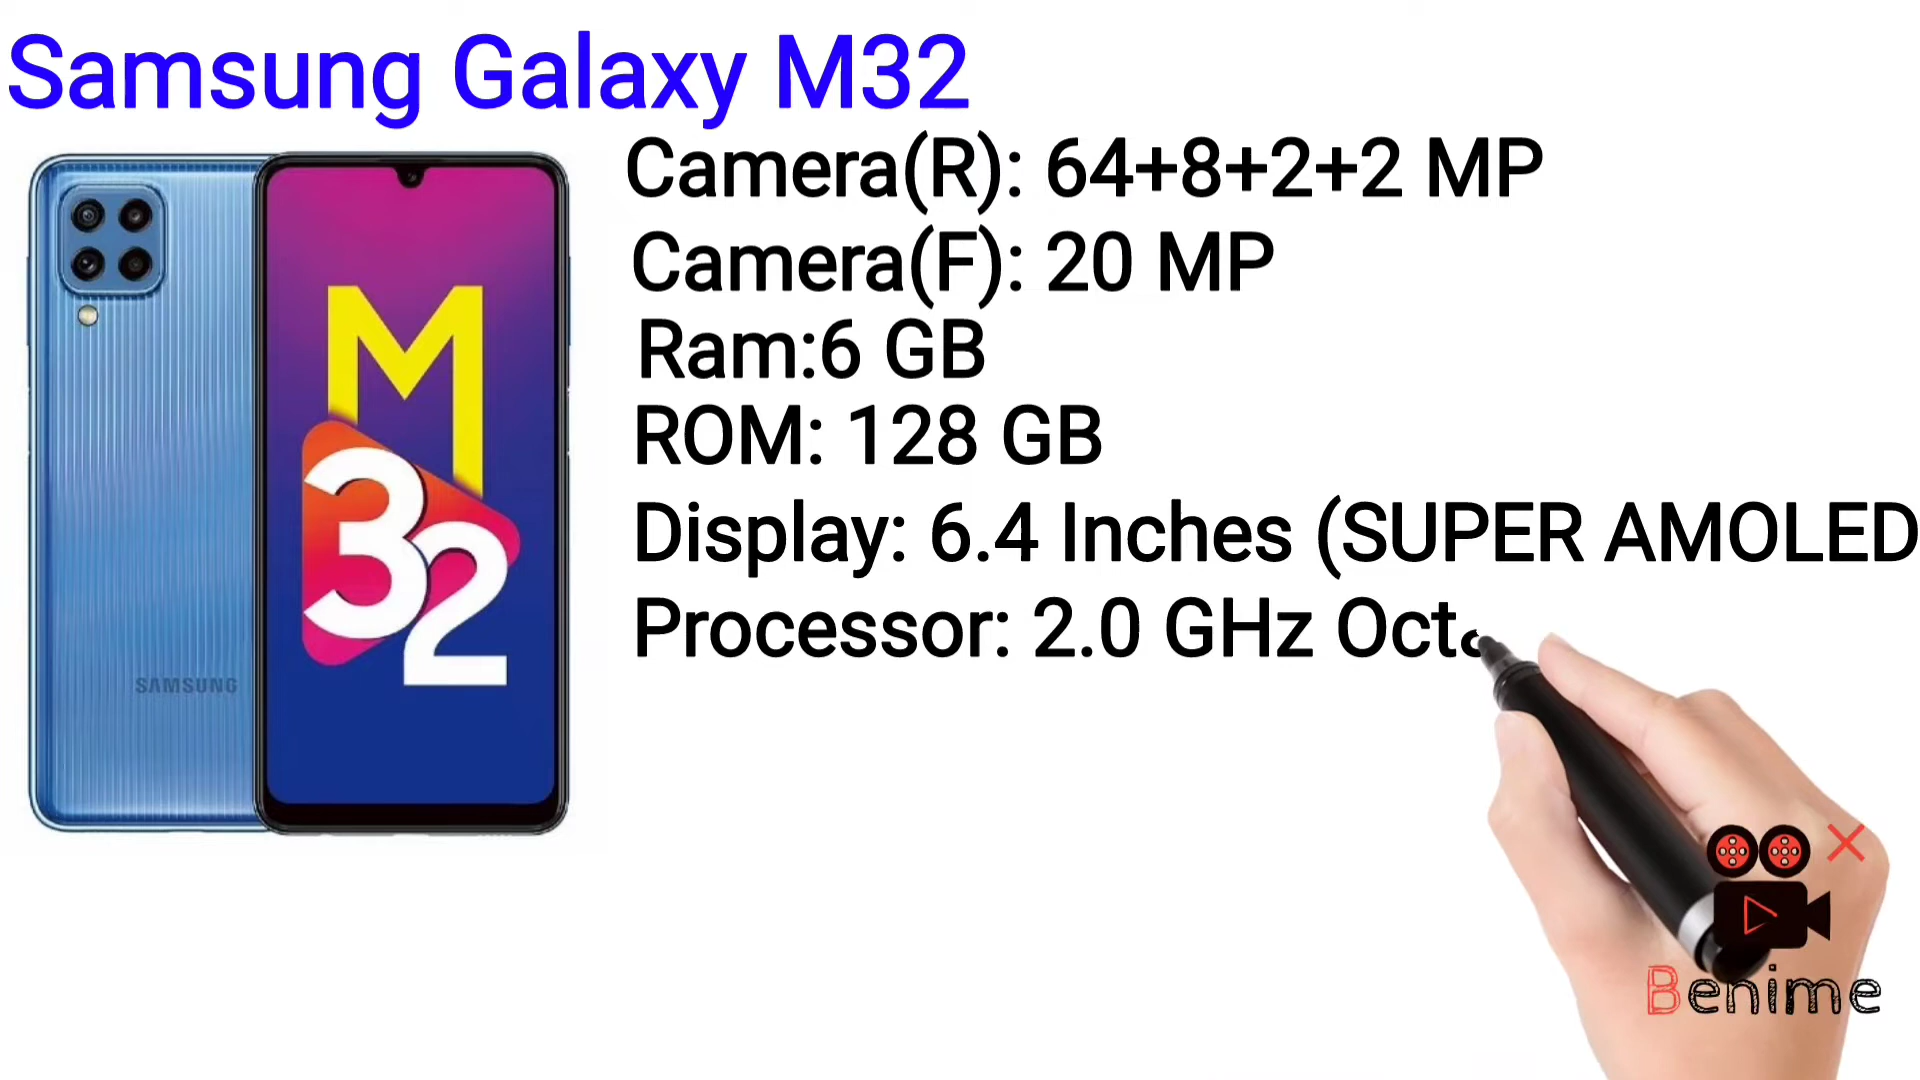 Samsung Galaxy M32
Camera(R): 64+8+2+2 MP
Camera(F): 20 MP
Ram:6 GB
ROM: 128 GB
Display: 6.4 Inches (SUPER AMOLED
Processor: 2.0 GHz Octa
M
32
SAMSUNG
Benime